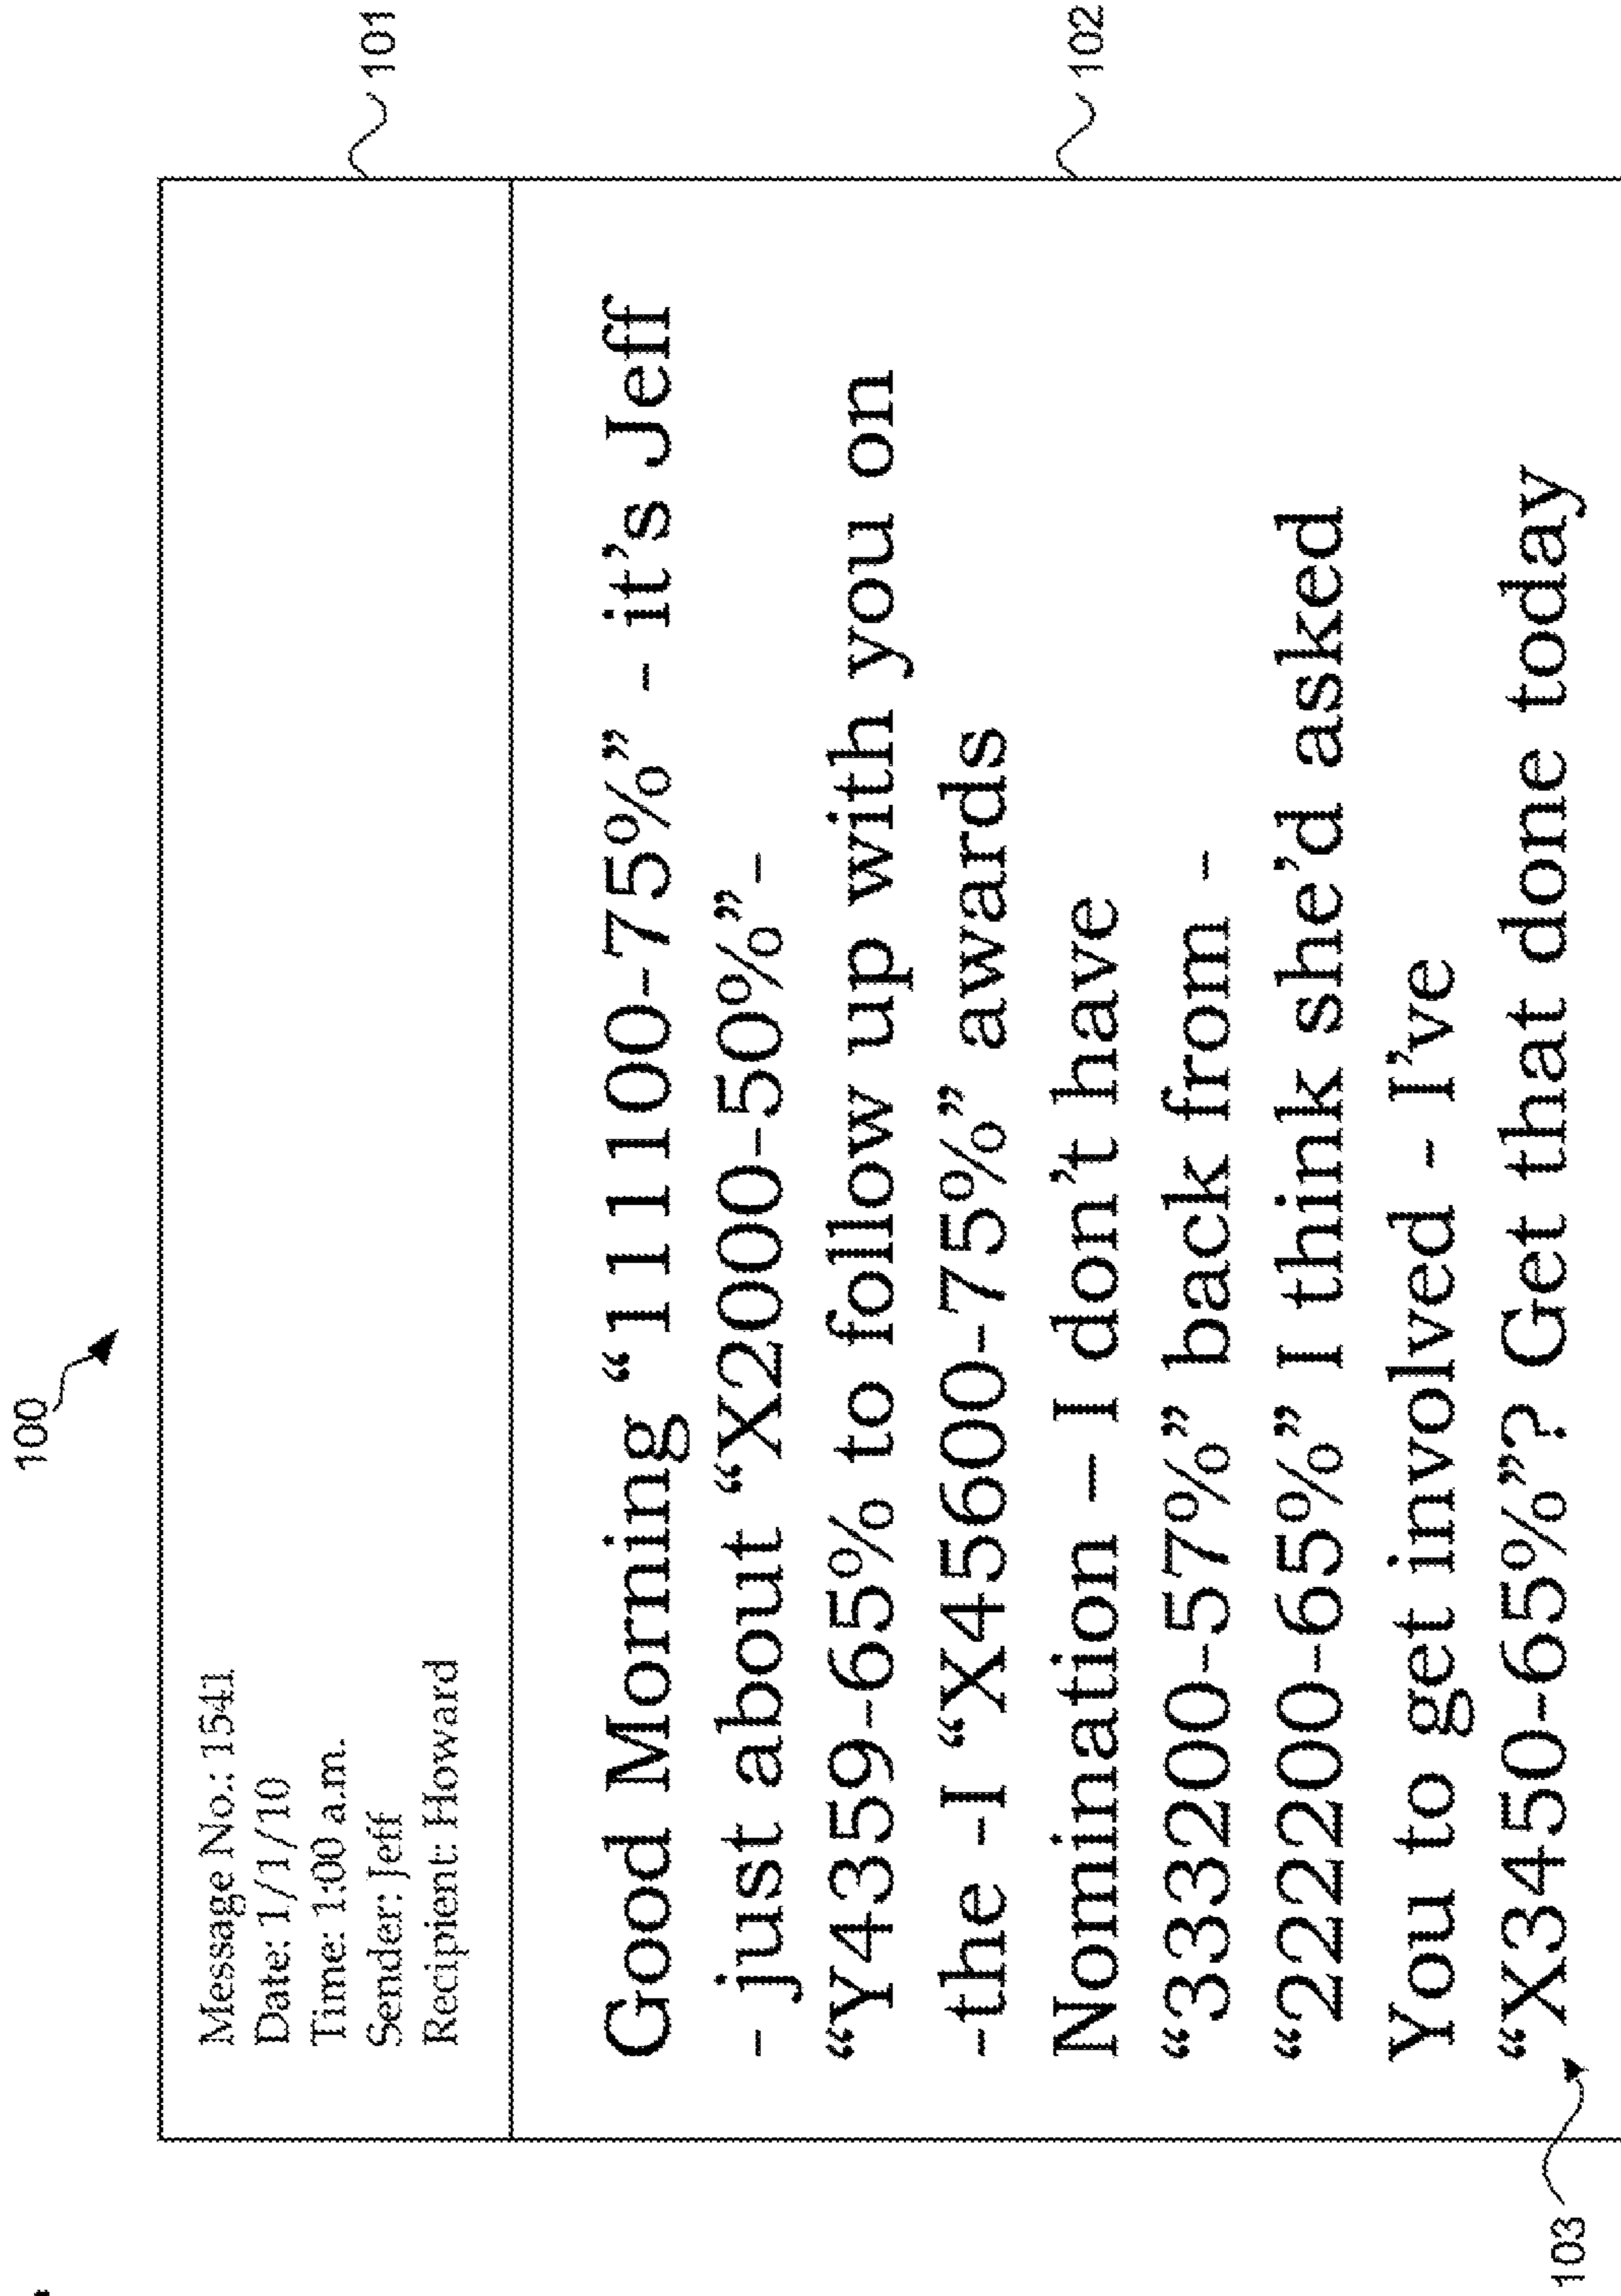 100
101
Message No.: 1541
Date: 1/1/10
Time: 1:00 a.m.
Sender: Jeff
Recipient: Howard
102
Good Morning “11100-75%” - it's Jeff
- just about “X2000-50%”-
“Y4359-65% to follow up with you on
-the -I “X45600-75%” awards
Nomination – I don't have
“33200-57%” back from -
“22200-65%” I think she’d asked
You to get involved - I’ve
“X3450-65%”? Get that done today
103